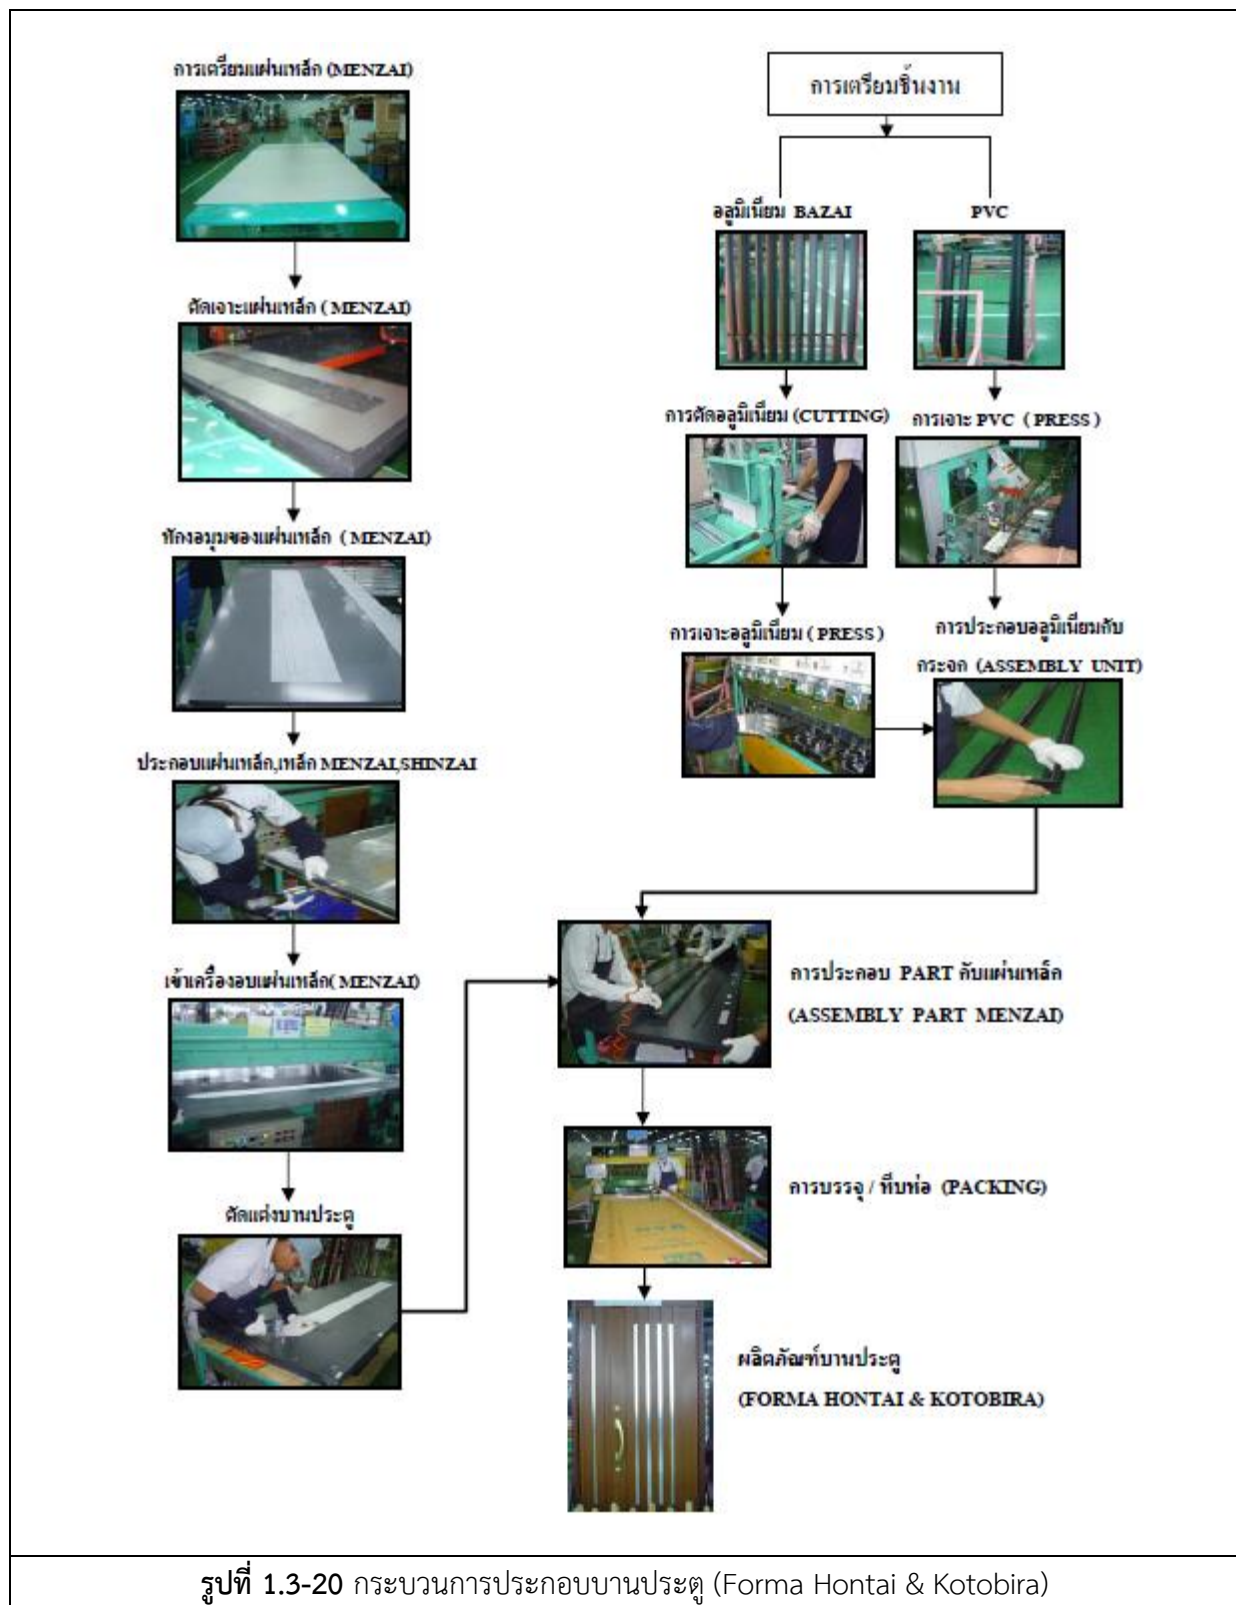 การเตรียมแผ่นเหล็ก (MENZAI)
ตัดเจาะแผ่นเหล็ก ( MENZAI)
หักงอมุมของแผ่นเหล็ก ( MENZAI)
ประกอบแผ่นเหล็ก,เหล็ก MENZAI,SHINZAI
เข้าเครื่องอบแผ่นเหล็ก( MENZAI)
ตัดแต่งบานประตู
การเตรียมชิ้นงาน
อลูมิเนียม BAZAI
PVC
การตัดอลูมิเนียม (CUTTING)
การเจาะ PVC ( PRESS )
การเจาะอลูมิเนียม ( PRESS )
การประกอบอลูมิเนียมกับ
กระจก (ASSEMBLY UNIT)
การประกอบ PART กับแผ่นเหล็ก
(ASSEMBLY PART MENZAI)
การบรรจุ / หีบห่อ (PACKING)
ผลิตภัณฑ์บานประตู
(FORMA HONTAI & KOTOBIRA)
รูปที่ 1.3-20 กระบวนการประกอบบานประตู (Forma Hontai & Kotobira)